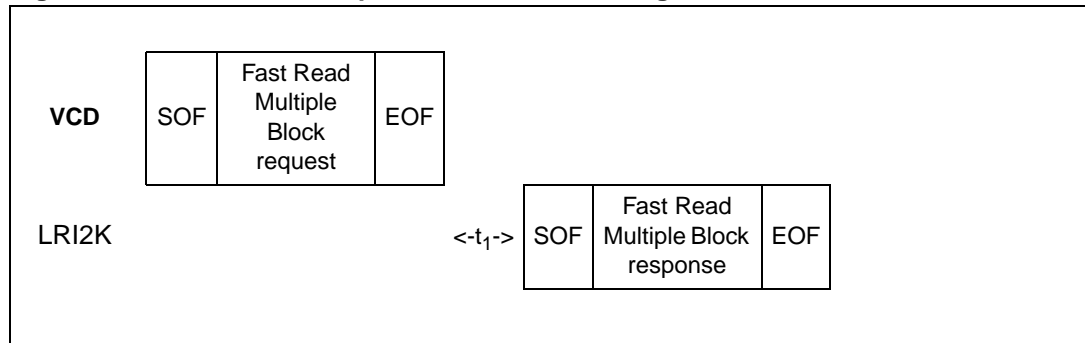 VCD
SOF
Fast Read
Multiple
Block
request
EOF
LRI2K
<-t1->
SOF
Fast Read
Multiple Block
response
EOF